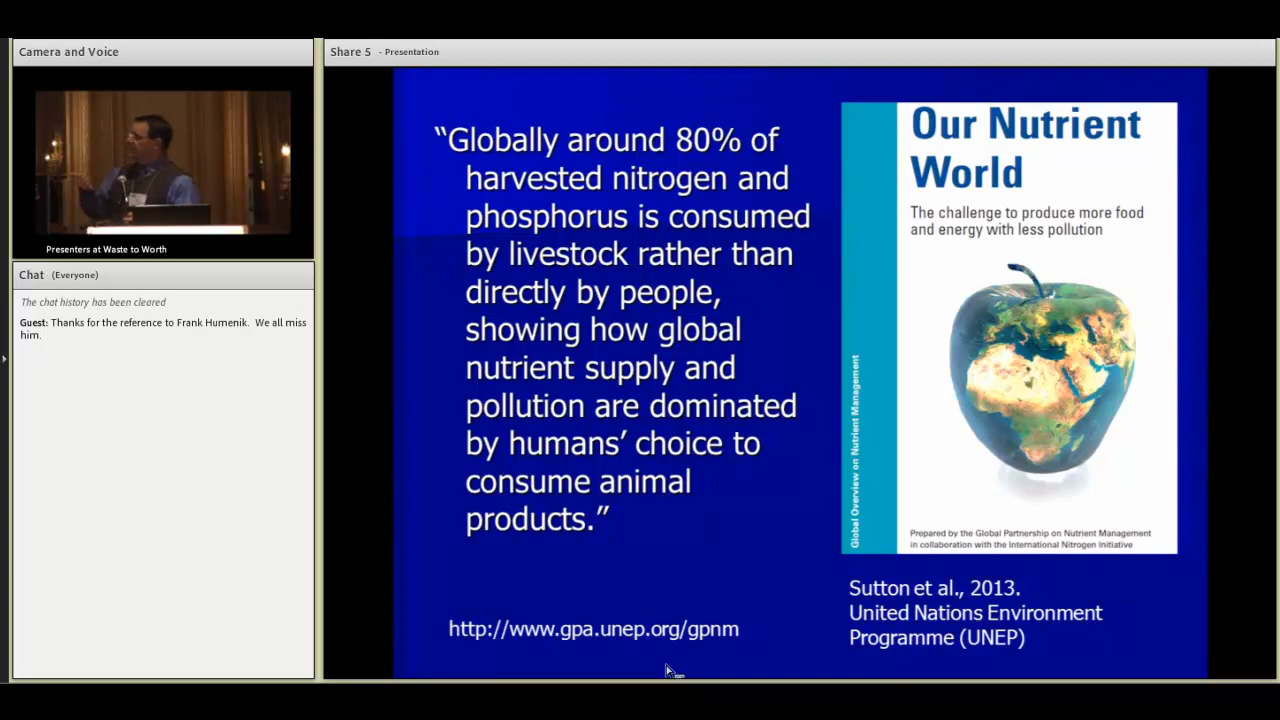 Camera and Voice
Presenters at Waste to Worth
Chat (Everyone)
The chat history has been cleared
Guest: Thanks for the reference to Frank Humenik. We all miss
him.
Share 5 - Presentation
“Globally around 80% of
harvested nitrogen and
phosphorus is consumed
by livestock rather than
directly by people,
showing how global
nutrient supply and
pollution are dominated
by humans’ choice to
consume animal
products.”
http://www.gpa.unep.org/gpnm
Our Nutrient
World
The challenge to produce more food
and energy with less pollution
Global Overview on Nutrient Management
Prepared by the Global Partnership on Nutrient Management
in collaboration with the International Nitrogen Initiative
Sutton et al., 2013.
United Nations Environment
Programme (UNEP)